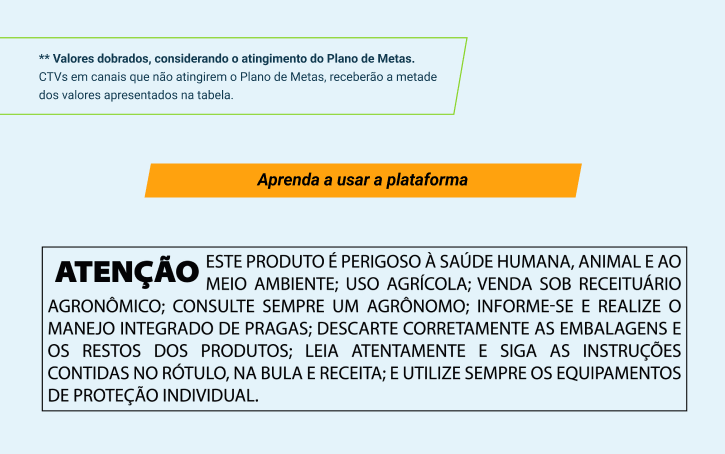 ** Valores dobrados, considerando o atingimento do Plano de Metas.
CTVs em canais que não atingirem o Plano de Metas, receberão a metade
dos valores apresentados na tabela.
Aprenda a usar a plataforma
ATENÇÃO ESTE PRODUTO É PERIGOSO À SAÚDE HUMANA, ANIMAL E AO
MEIO AMBIENTE; USO AGRÍCOLA; VENDA SOB RECEITUÁRIO
AGRONÔMICO; CONSULTE SEMPRE UM AGRÔNOMO; INFORME-SE E REALIZE O
MANEJO INTEGRADO DE PRAGAS; DESCARTE CORRETAMENTE AS EMBALAGENS E
OS RESTOS DOS PRODUTOS; LEIA ATENTAMENTE E SIGA AS INSTRUÇÕES
CONTIDAS NO RÓTULO, NA BULA E RECEITA; E UTILIZE SEMPRE OS EQUIPAMENTOS
DE PROTEÇÃO INDIVIDUAL.